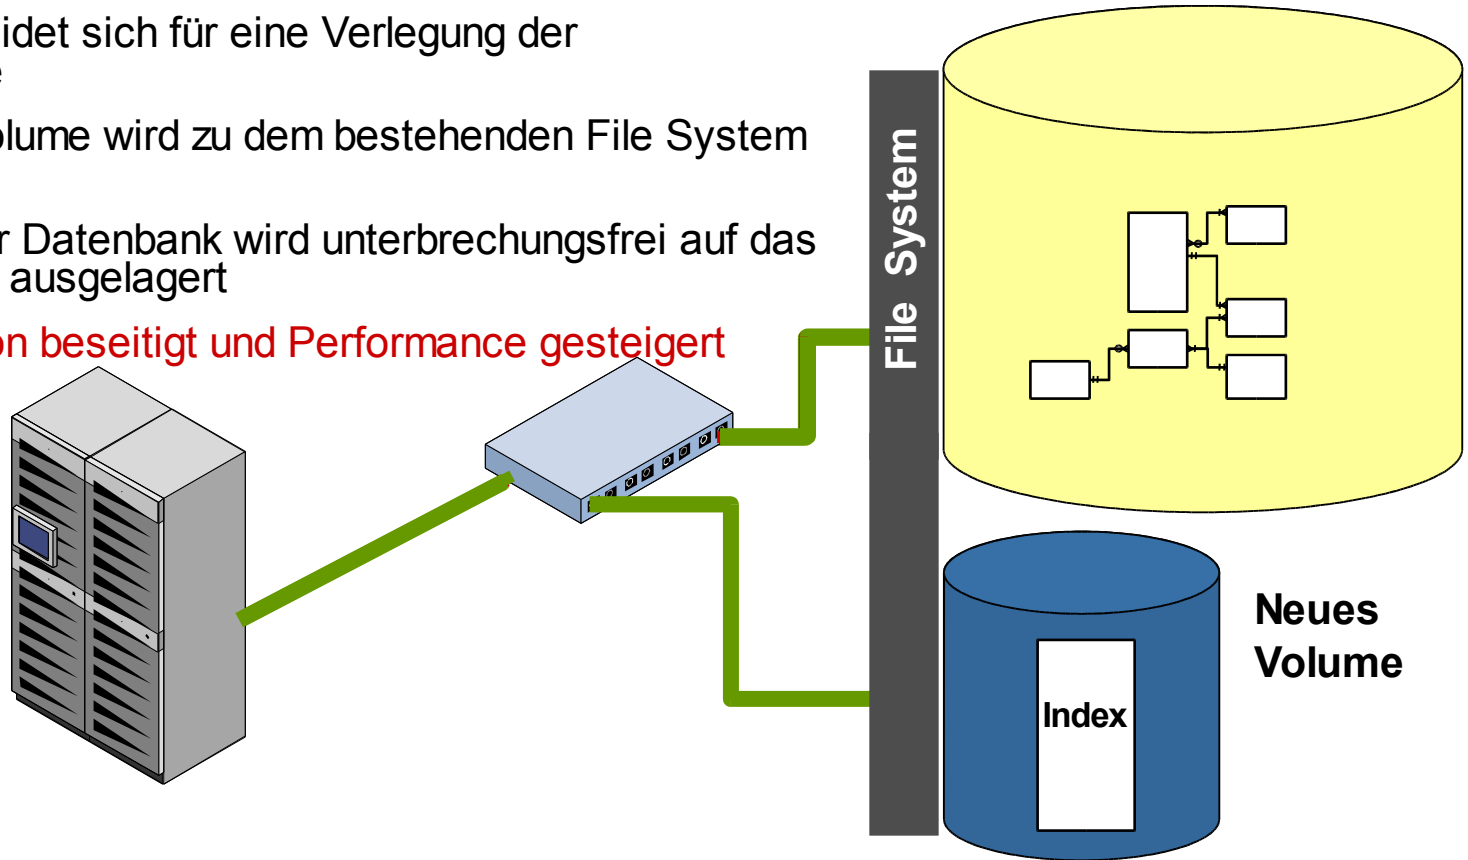 idet sich für eine Verlegung der
lume wird zu dem bestehenden File System
r Datenbank wird unterbrechungsfrei auf das
ausgelagert
on beseitigt und Performance gesteigert
File System
Neues
Volume
Index